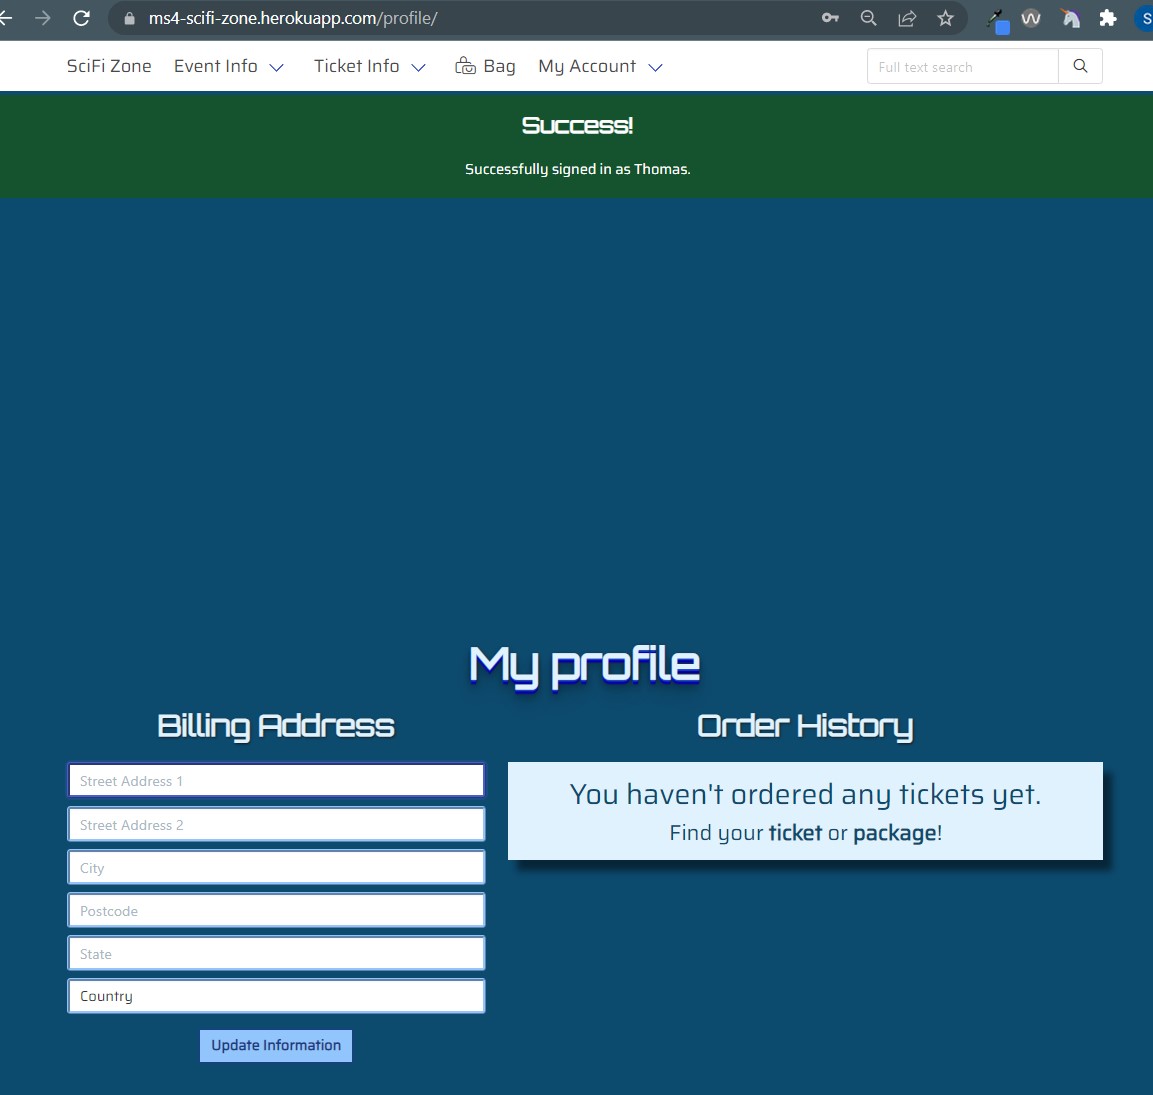 ms4-scifi-zone.herokuapp.com/profile/
S
SciFi Zone Event Info Ticket Info Bag My Account Full text search
Success!
Successfully signed in as Thomas.
My profile
Billing Address
Street Address 1
Street Address 2
City
Postcode
State
Country
Update Information
Order History
You haven't ordered any tickets yet.
Find your ticket or package!